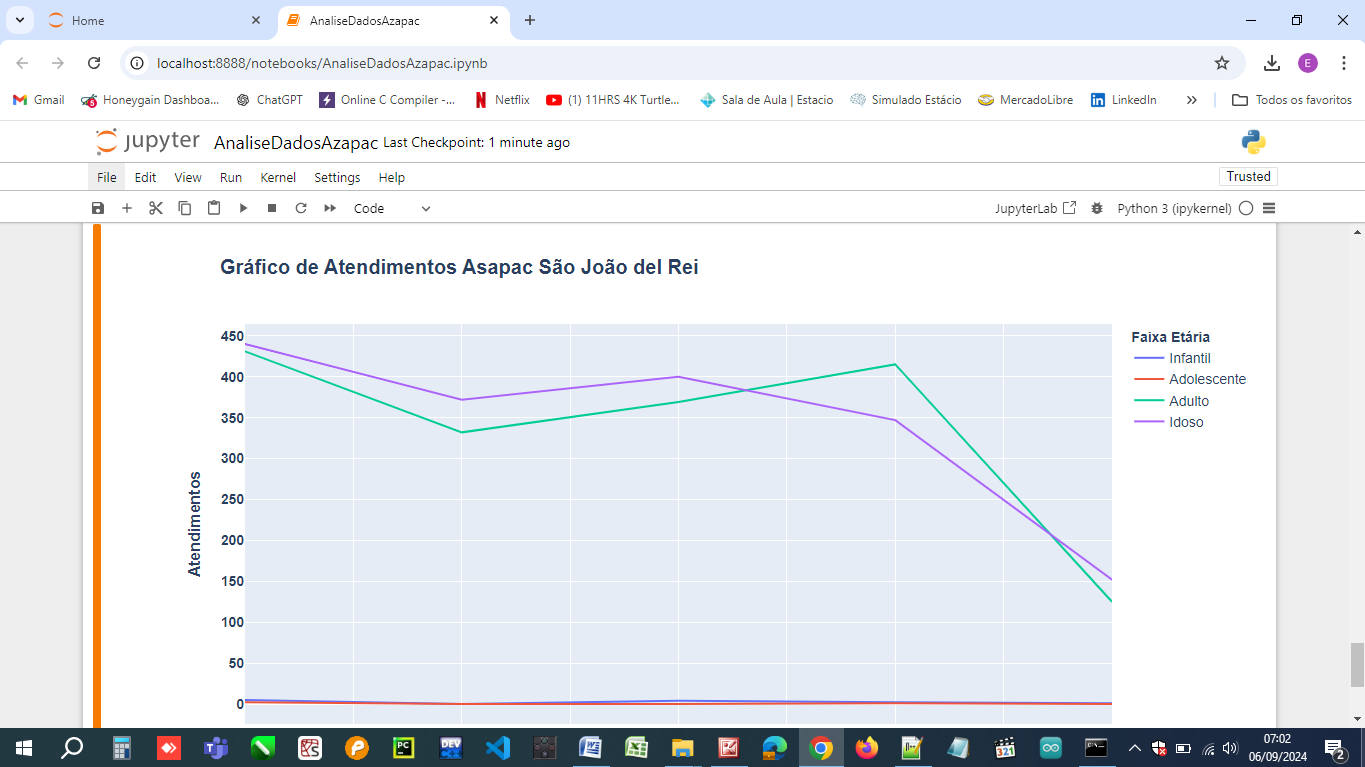 Home
AnaliseDadosAzapac
localhost:8888/notebooks/AnaliseDadosAzapac.ipynb
E
Gmail
Honeygain Dashboa...
ChatGPT
Online C Compiler -...
Netflix
(1) 11HRS 4K Turtle...
Sala de Aula | Estacio
Simulado Estácio
MercadoLibre
LinkedIn
Todos os favoritos
jupyter AnaliseDadosAzapac Last Checkpoint: 1 minute ago
File Edit View Run Kernel Settings Help
Trusted
Code
JupyterLab
Python 3 (ipykernel)
Gráfico de Atendimentos Asapac São João del Rei
450
400
350
300
250
200
150
100
50
0
Atendimentos
Faixa Etária
Infantil
Adolescente
Adulto
Idoso
07:02
06/09/2024
2